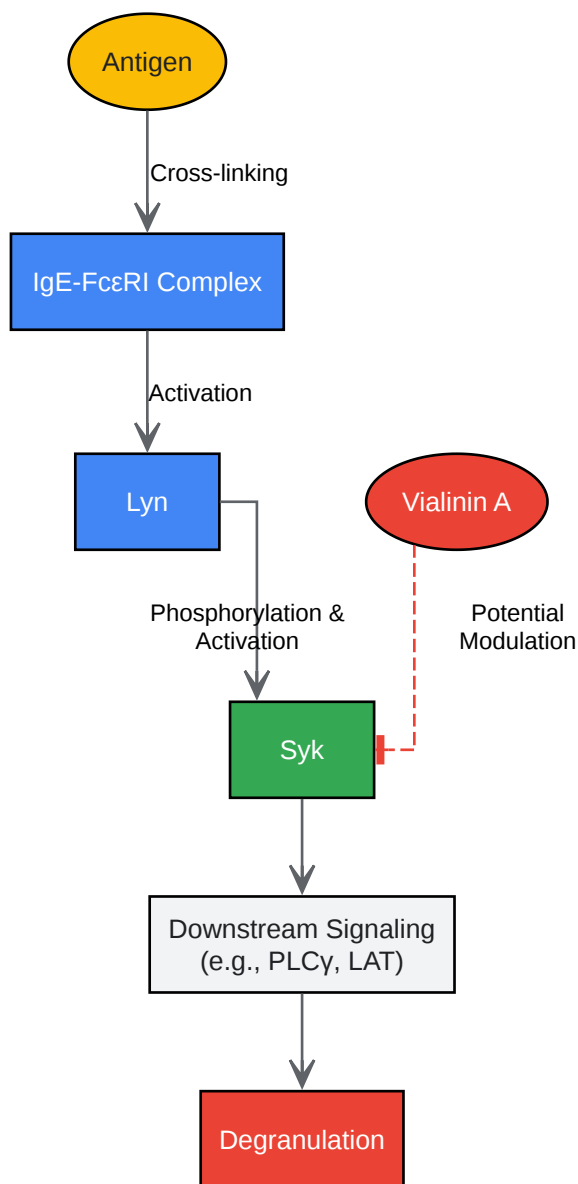 Antigen
Cross-linking
IgE-FcεRI Complex
Activation
Lyn
Vialinin A
Phosphorylation &
Activation
Potential
Modulation
Syk
Downstream Signaling
(e.g., PLCγ, LAT)
Degranulation